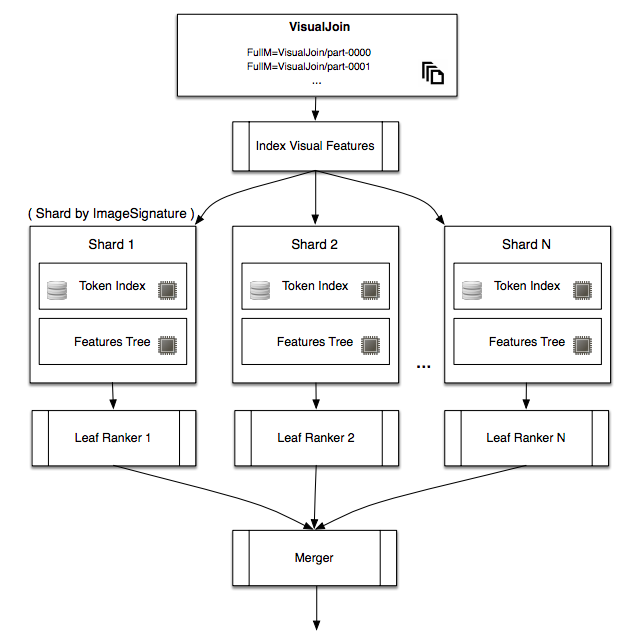 VisualJoin
FullM=VisualJoin/part-0000
FullM=VisualJoin/part-0001
...
Index Visual Features
( Shard by ImageSignature )
Shard 1
Token Index
Features Tree
Shard 2
Token Index
Features Tree
...
Shard N
Token Index
Features Tree
Leaf Ranker 1
Leaf Ranker 2
Leaf Ranker N
Merger